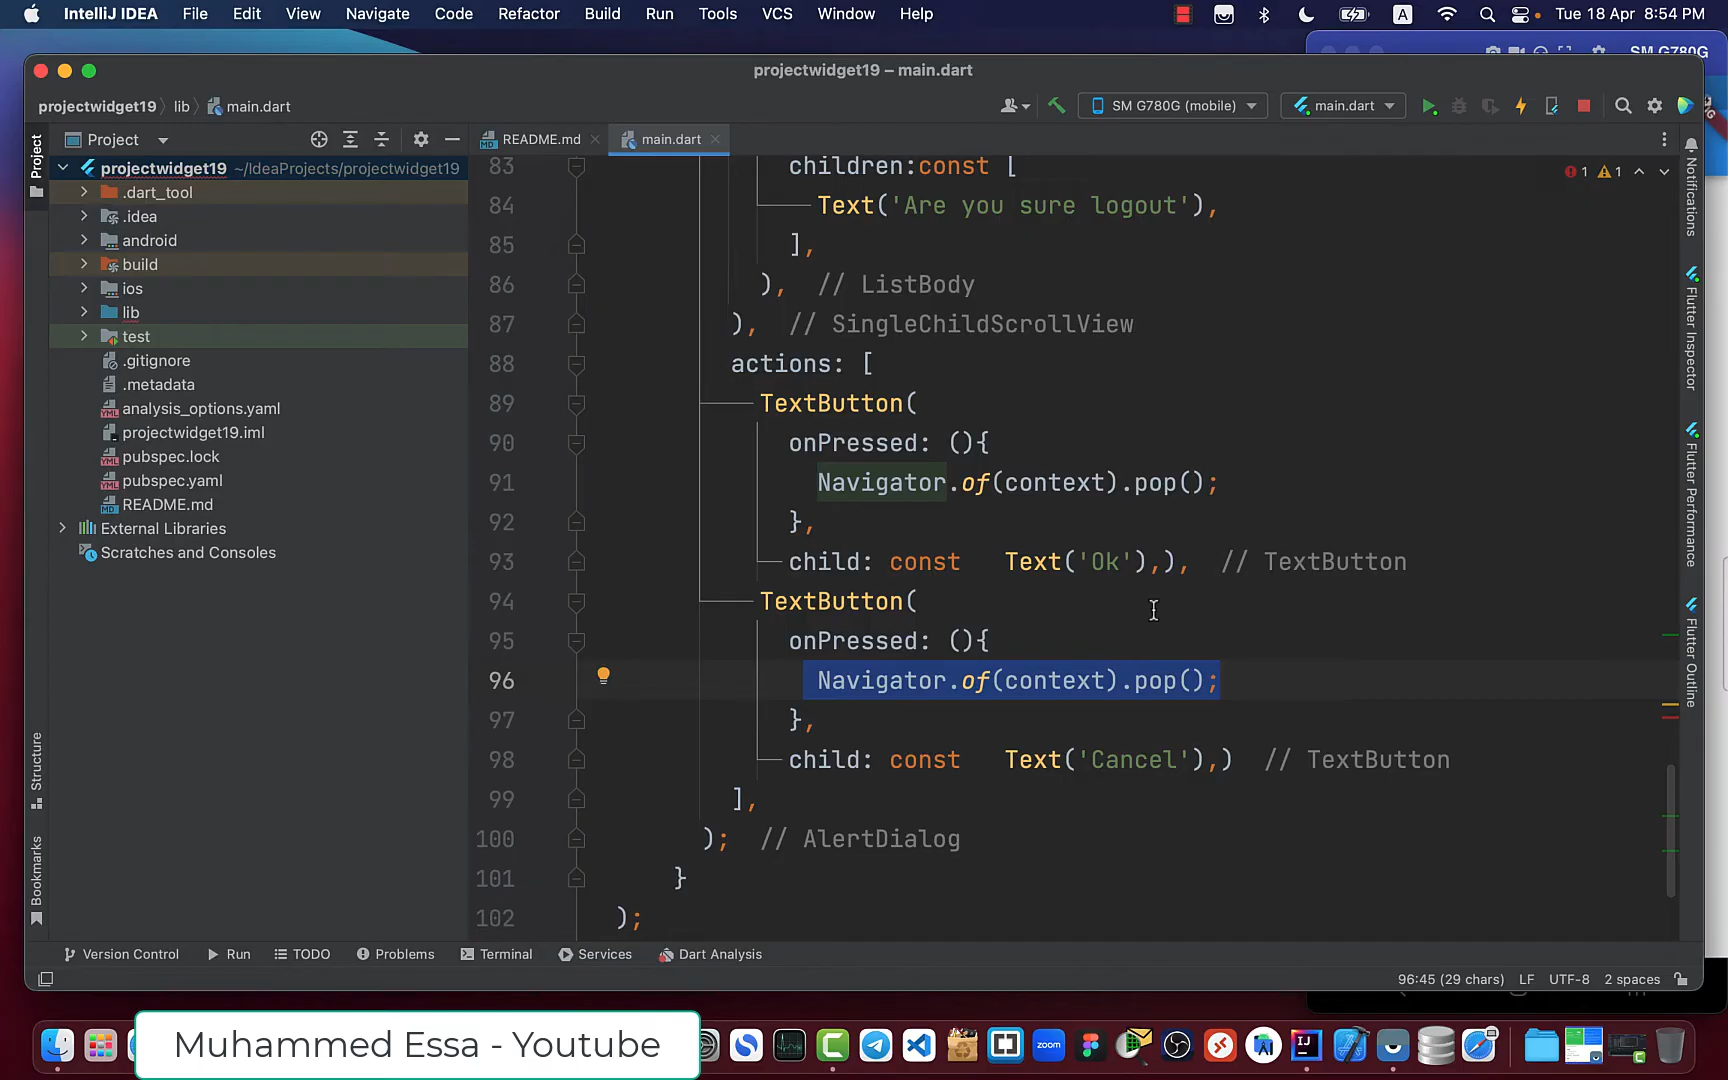 IntelliJ IDEA File Edit View Navigate Code Refactor Build Run Tools VCS Window Help A Tue 18 Apr 8:54 PM
SM G780G
projectwidget19 – main.dart
projectwidget19 lib main.dart SM G780G (mobile) main.dart
Project README.md main.dart
projectwidget19 ~/IdeaProjects/projectwidget19
.dart_tool
.idea
android
build
ios
lib
test
.gitignore
.metadata
analysis_options.yaml
projectwidget19.iml
pubspec.lock
pubspec.yaml
README.md
External Libraries
Scratches and Consoles
Project
Structure
Bookmarks
1 1
83 children:const [
84 Text('Are you sure logout'),
85 ],
86 ), // ListBody
87 ), // SingleChildScrollView
88 actions: [
89 TextButton(
90 onPressed: (){
91 Navigator.of(context).pop();
92 },
93 child: const Text('Ok'),), // TextButton
94 TextButton(
95 onPressed: (){
96 Navigator.of(context).pop();
97 },
98 child: const Text('Cancel'),) // TextButton
99 ],
100 ); // AlertDialog
101 }
102 );
Notifications
Flutter Inspector
Flutter Performance
Flutter Outline
Version Control Run TODO Problems Terminal Services Dart Analysis
96:45 (29 chars) LF UTF-8 2 spaces
Muhammed Essa - Youtube
zoom
IJ